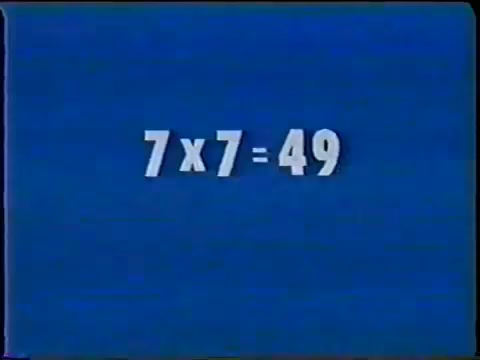 7 x 7 = 49